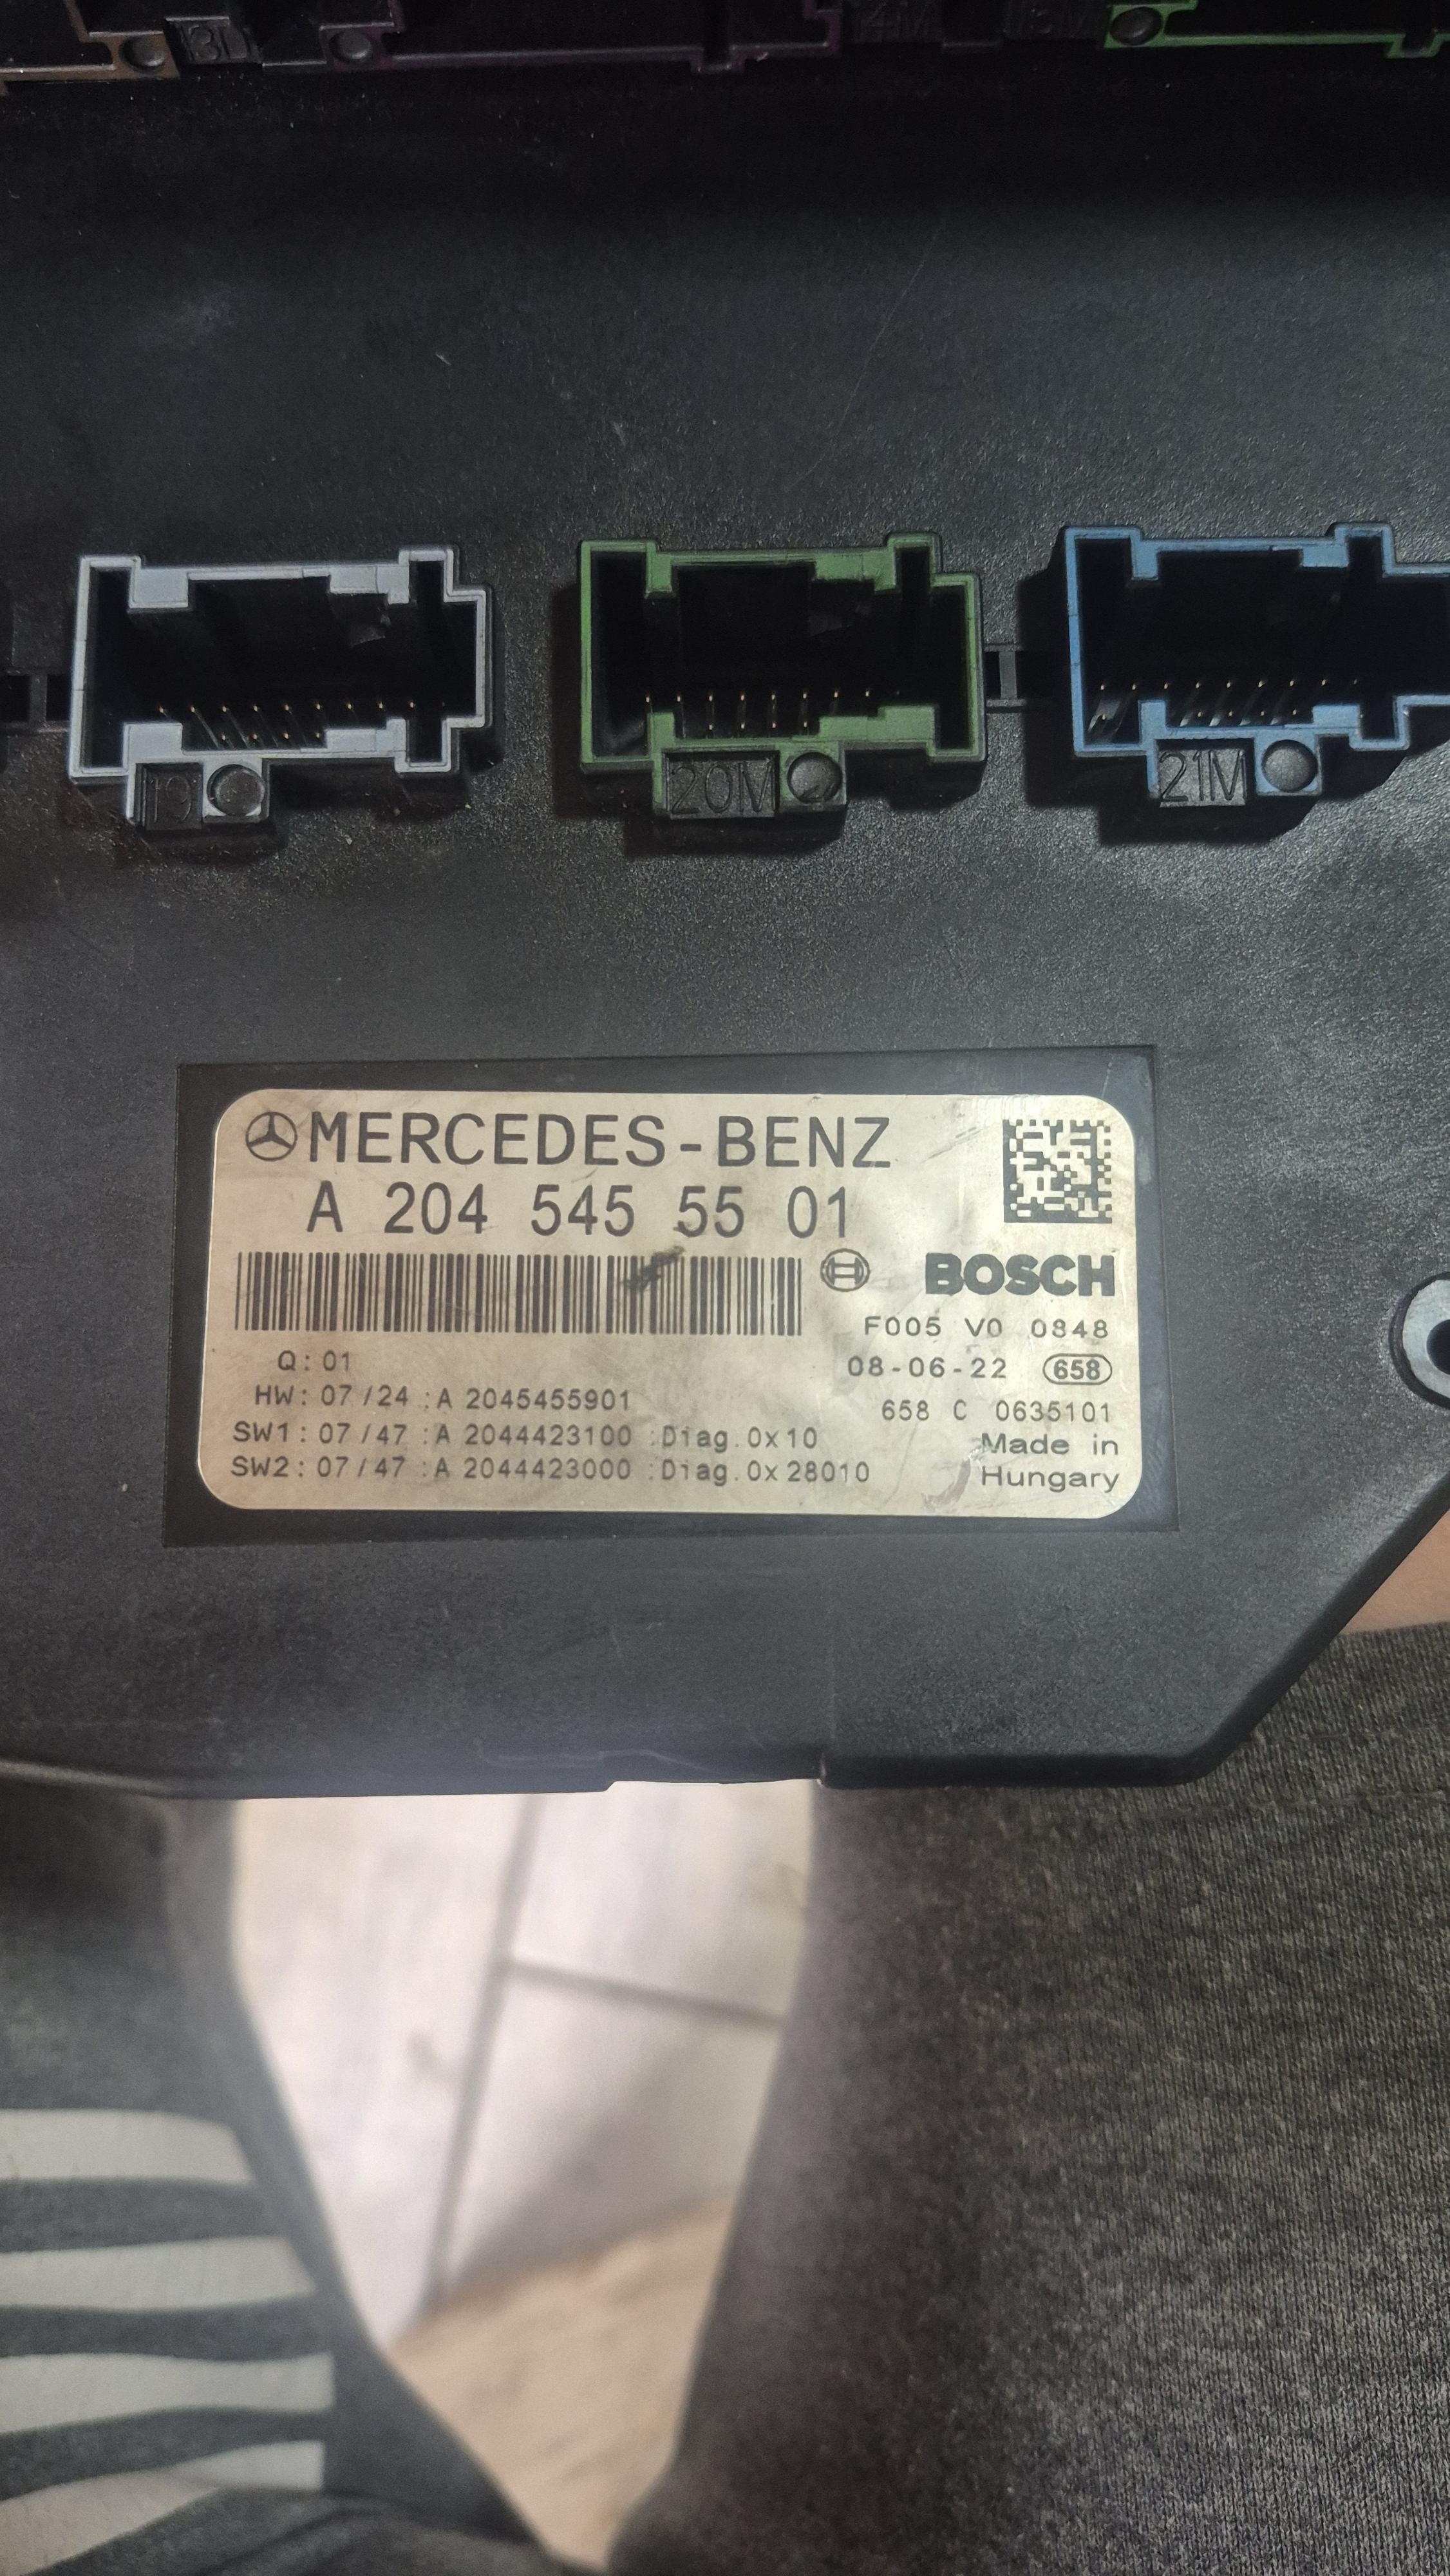 13D
14M
19
20M
21M
MERCEDES-BENZ
A 204 545 55 01
BOSCH
F005 V0 0848
Q: 01
08-06-22 658
HW: 07/24 :A 2045455901
658 C 0635101
SW1: 07/47 :A 2044423100 :Diag.0x10
Made in
SW2: 07/47 :A 2044423000 :Diag.0x28010
Hungary